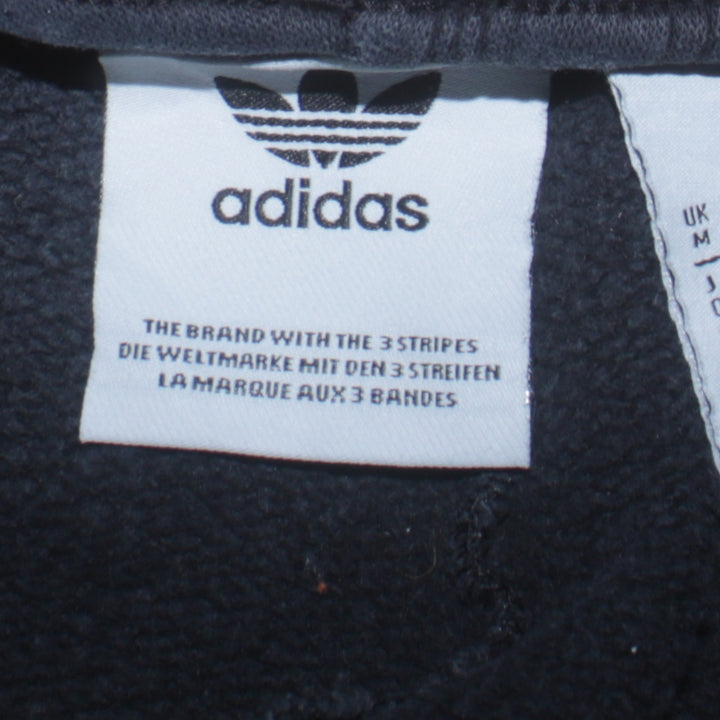 adidas
THE BRAND WITH THE 3 STRIPES
DIE WELTMARKE MIT DEN 3 STREIFEN
LA MARQUE AUX 3 BANDES
UK
M
J